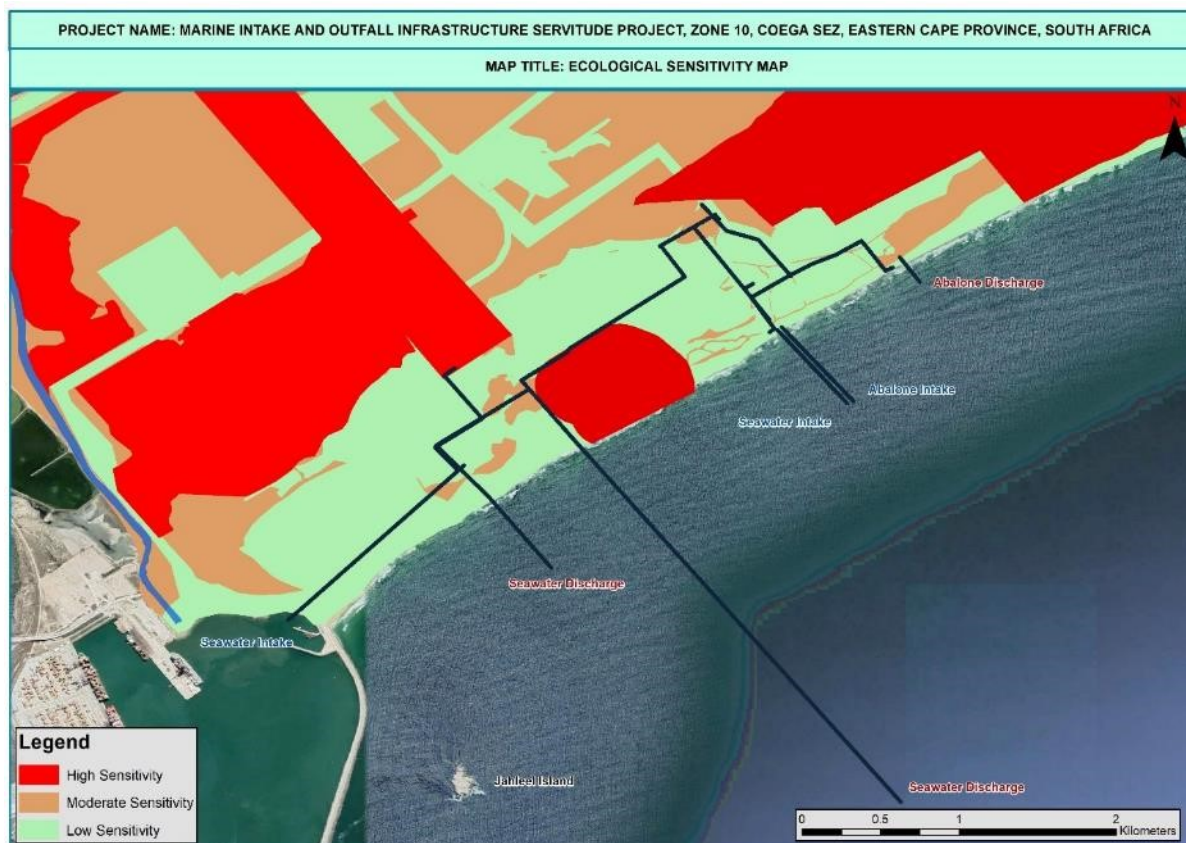 PROJECT NAME: MARINE INTAKE AND OUTFALL INFRASTRUCTURE SERVITUDE PROJECT, ZONE 10, COEGA SEZ, EASTERN CAPE PROVINCE, SOUTH AFRICA
MAP TITLE: ECOLOGICAL SENSITIVITY MAP
N
Abalone Discharge
Abalone Intake
Seawater Intake
Seawater Discharge
Seawater Intake
Jahleel Island
Seawater Discharge
Legend
High Sensitivity
Moderate Sensitivity
Low Sensitivity
0 0.5 1 2
Kilometers